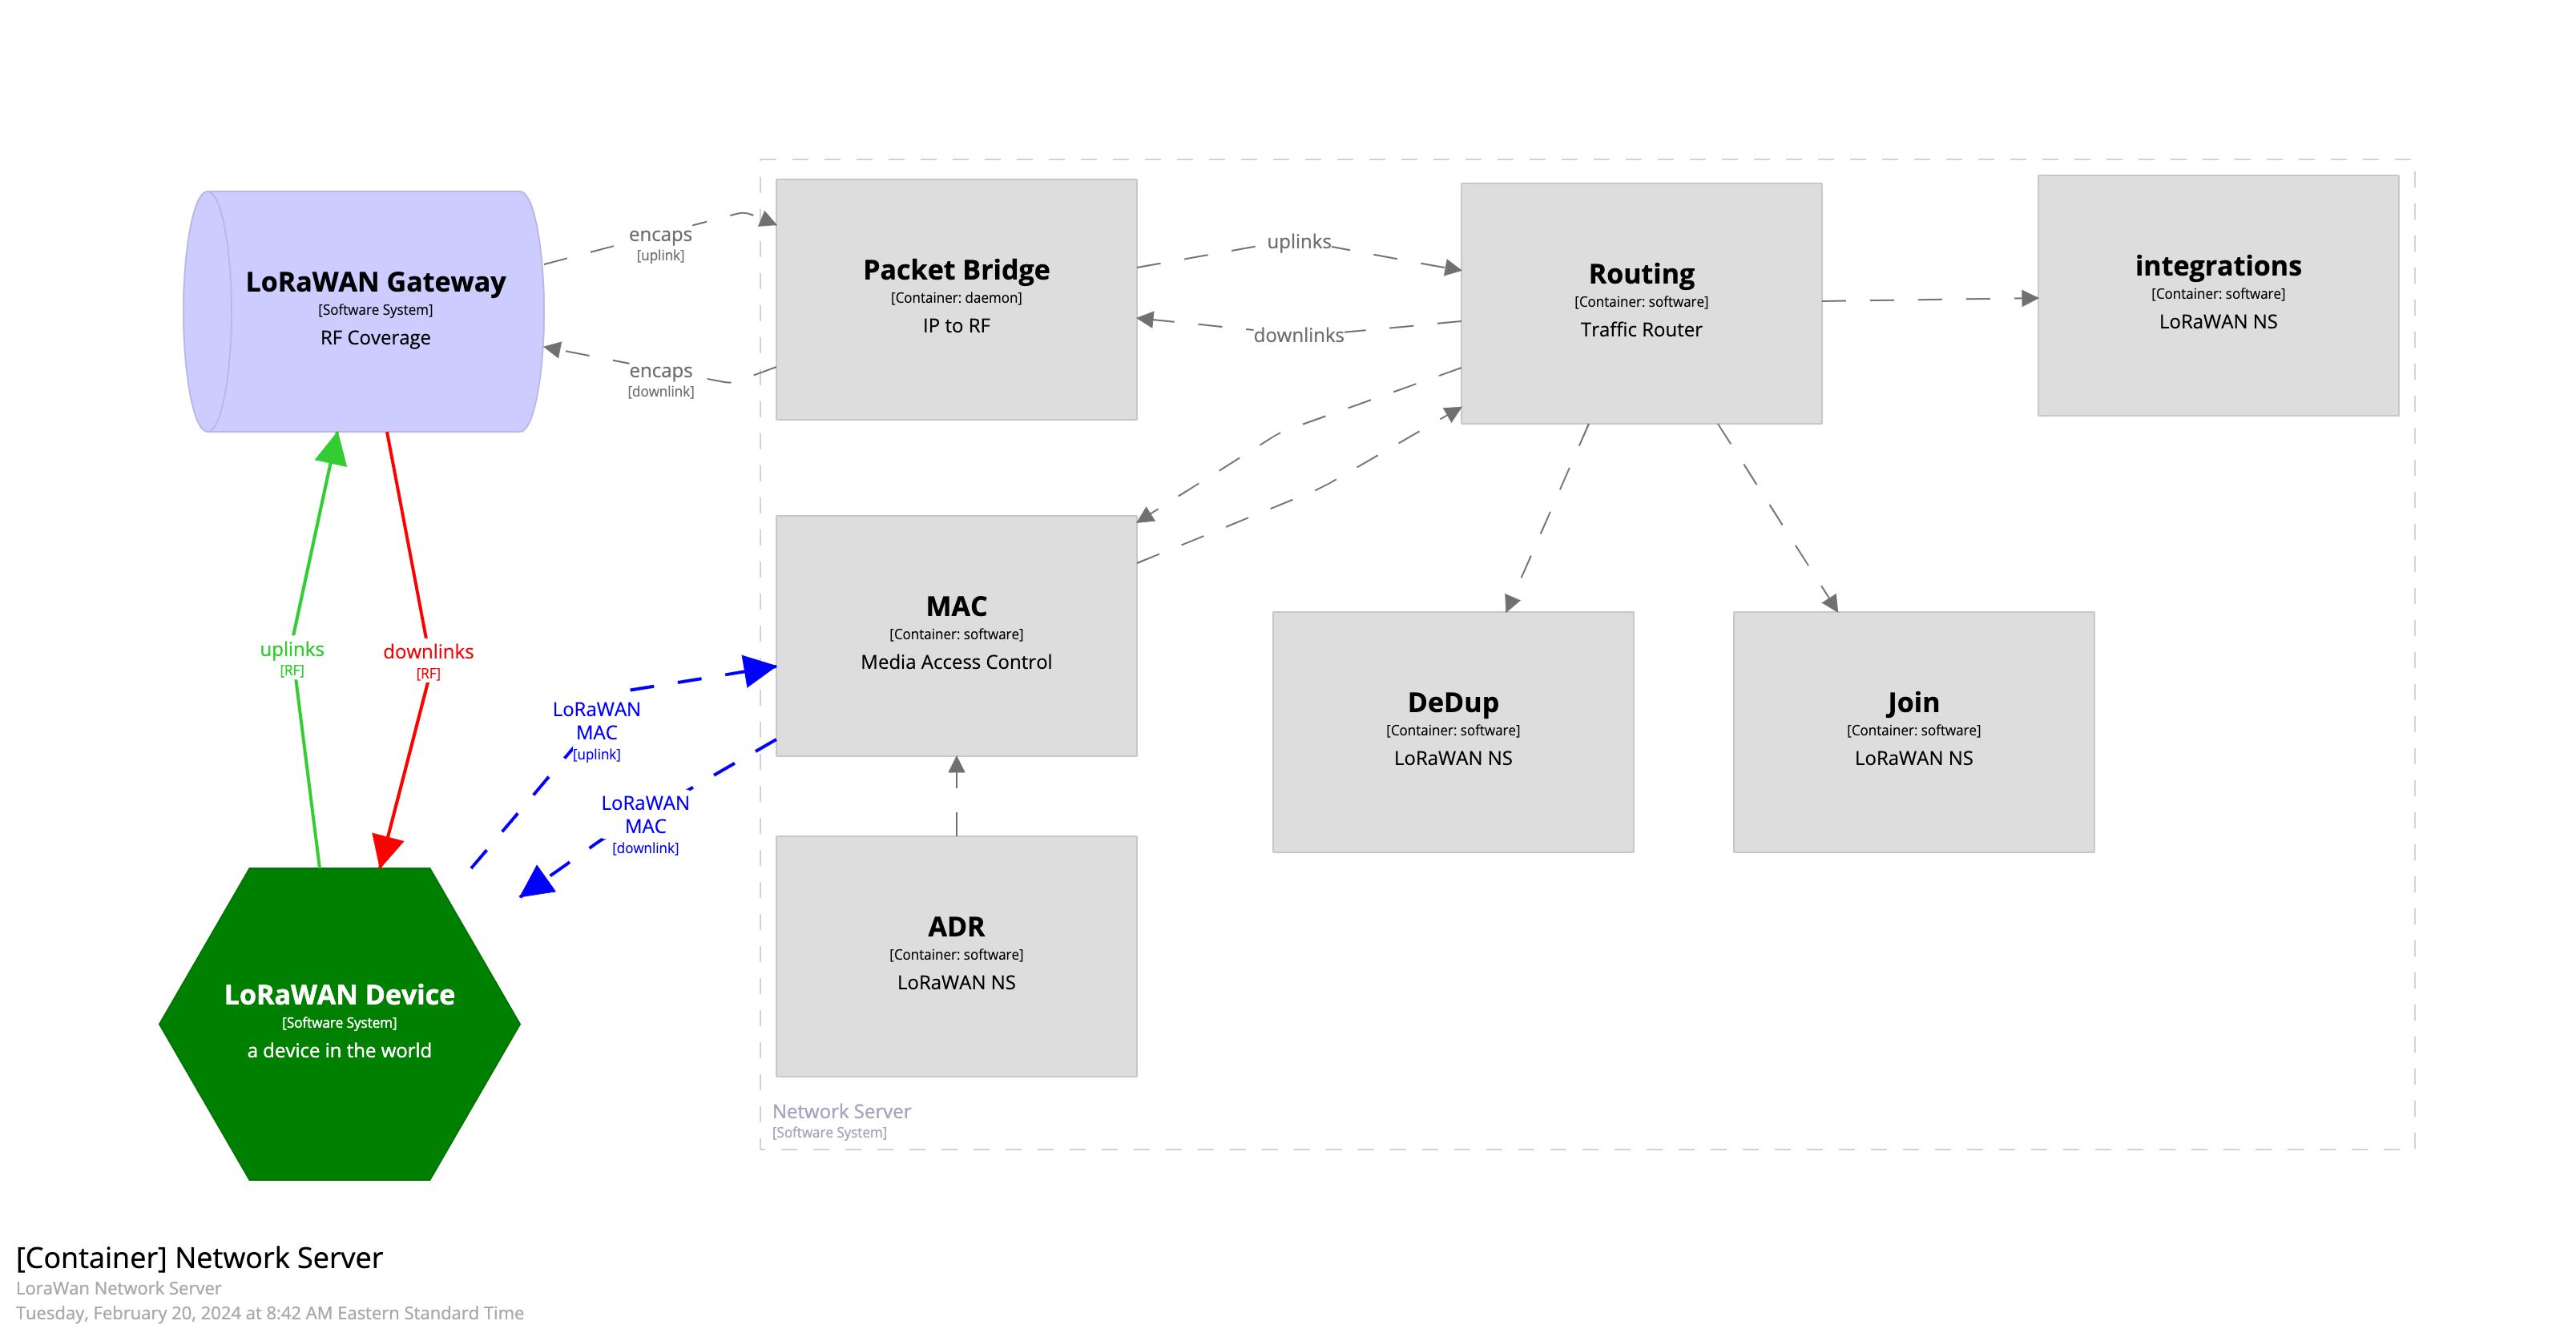 LoRaWAN Gateway
[Software System]
RF Coverage
encaps
[uplink]
encaps
[downlink]
Packet Bridge
[Container: daemon]
IP to RF
uplinks
downlinks
Routing
[Container: software]
Traffic Router
integrations
[Container: software]
LoRaWAN NS
uplinks
[RF]
downlinks
[RF]
MAC
[Container: software]
Media Access Control
LoRaWAN
MAC
[uplink]
LoRaWAN
MAC
[downlink]
DeDup
[Container: software]
LoRaWAN NS
Join
[Container: software]
LoRaWAN NS
ADR
[Container: software]
LoRaWAN NS
LoRaWAN Device
[Software System]
a device in the world
Network Server
[Software System]
[Container] Network Server
LoraWan Network Server
Tuesday, February 20, 2024 at 8:42 AM Eastern Standard Time